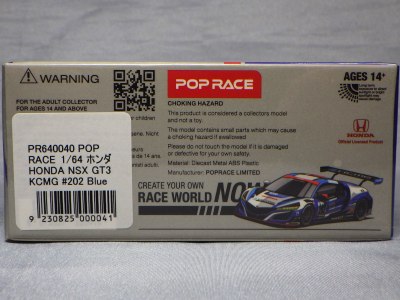 WARNING
FOR THE ADULT COLLECTOR
AGES 14 AND ABOVE
POP RACE
CHOKING HAZARD
This product is considered a collectors model
and not a toy.
The model contains small parts which may cause
a choking hazard if swallowed.
Please do not touch the model if it is damaged
or defective for your own safety.
Material: Diecast Metal ABS Plastic
Manufacturer: POPRACE LIMITED
CREATE YOUR OWN
RACE WORLD NOW
AGES 14+
HONDA
Official Licensed Product
PR640040 POP
RACE 1/64 ホンダ
HONDA NSX GT3
KCMG #202 Blue
9 230825 000041